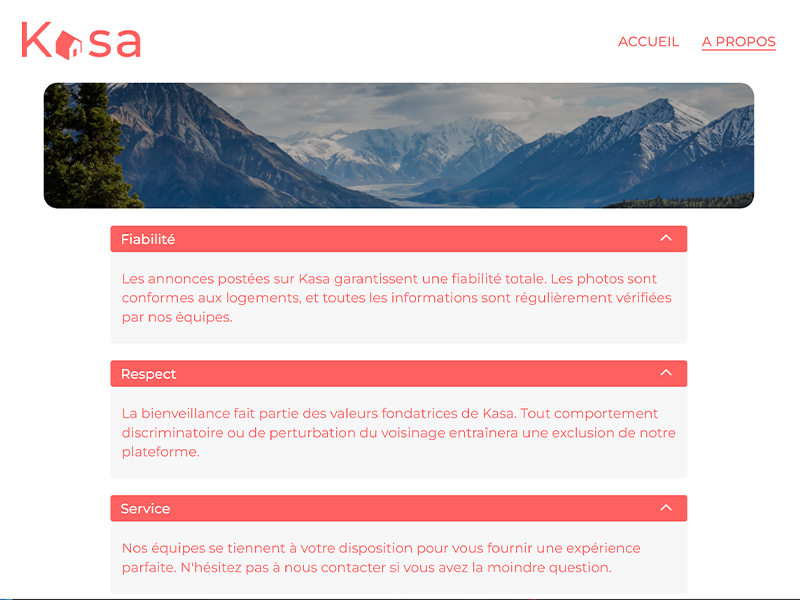 Kasa
ACCUEIL
A PROPOS
Fiabilité
Les annonces postées sur Kasa garantissent une fiabilité totale. Les photos sont
conformes aux logements, et toutes les informations sont régulièrement vérifiées
par nos équipes.
Respect
La bienveillance fait partie des valeurs fondatrices de Kasa. Tout comportement
discriminatoire ou de perturbation du voisinage entraînera une exclusion de notre
plateforme.
Service
Nos équipes se tiennent à votre disposition pour vous fournir une expérience
parfaite. N'hésitez pas à nous contacter si vous avez la moindre question.